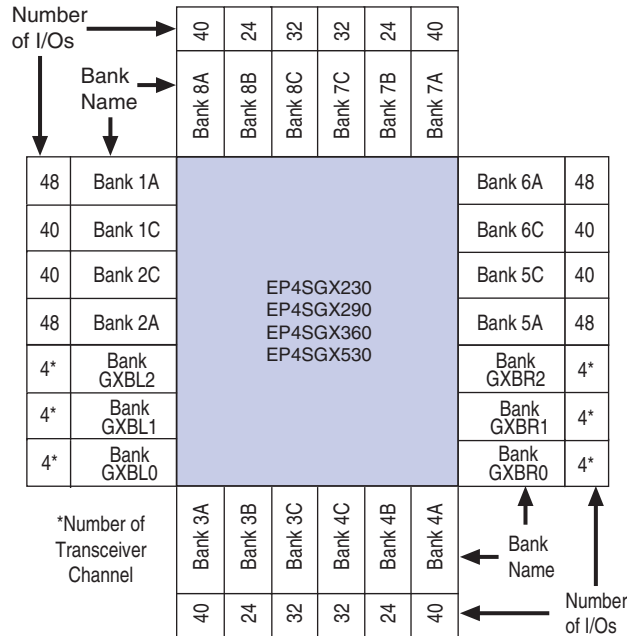 Number
of I/Os
40 24 32 32 24 40
Bank
Name
Bank 8A
Bank 8B
Bank 8C
Bank 7C
Bank 7B
Bank 7A
48 Bank 1A
40 Bank 1C
40 Bank 2C
48 Bank 2A
4* Bank
GXBL2
4* Bank
GXBL1
4* Bank
GXBL0
EP4SGX230
EP4SGX290
EP4SGX360
EP4SGX530
Bank 6A 48
Bank 6C 40
Bank 5C 40
Bank 5A 48
Bank
GXBR2 4*
Bank
GXBR1 4*
Bank
GXBR0 4*
*Number of
Transceiver
Channel
Bank 3A
Bank 3B
Bank 3C
Bank 4C
Bank 4B
Bank 4A
Bank
Name
40 24 32 32 24 40
Number
of I/Os